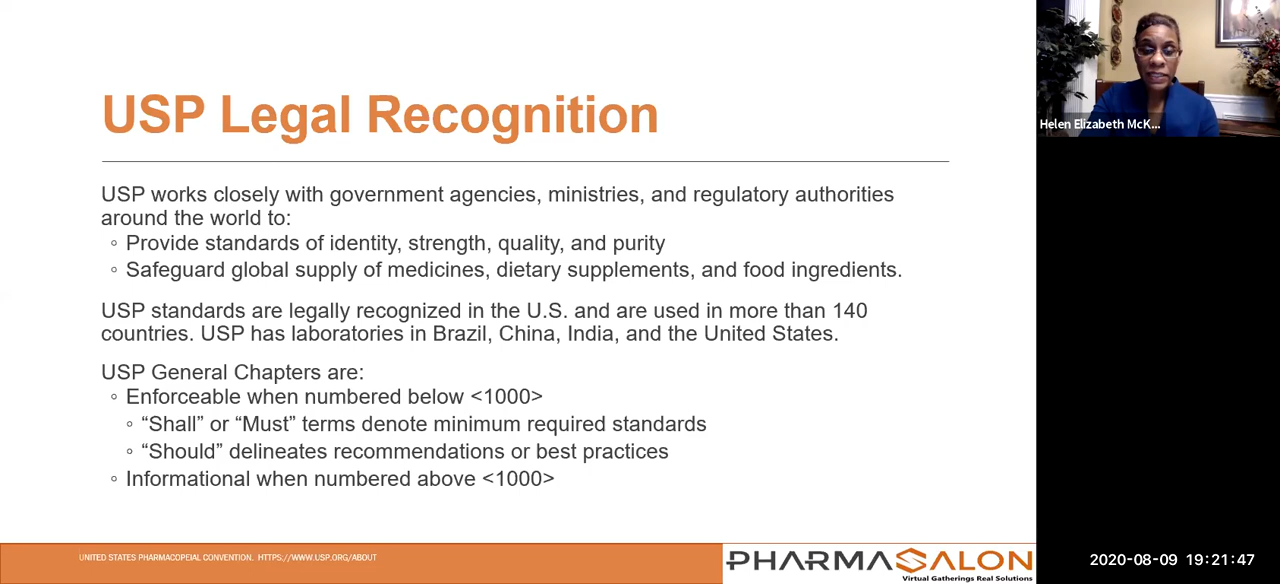 USP Legal Recognition
USP works closely with government agencies, ministries, and regulatory authorities
around the world to:
◦ Provide standards of identity, strength, quality, and purity
◦ Safeguard global supply of medicines, dietary supplements, and food ingredients.
USP standards are legally recognized in the U.S. and are used in more than 140
countries. USP has laboratories in Brazil, China, India, and the United States.
USP General Chapters are:
◦ Enforceable when numbered below <1000>
◦ “Shall” or “Must” terms denote minimum required standards
◦ “Should” delineates recommendations or best practices
◦ Informational when numbered above <1000>
UNITED STATES PHARMACOPEIAL CONVENTION. HTTPS://WWW.USP.ORG/ABOUT
PHARMASALON
Virtual Gatherings Real Solutions
Helen Elizabeth McK...
2020-08-09 19:21:47